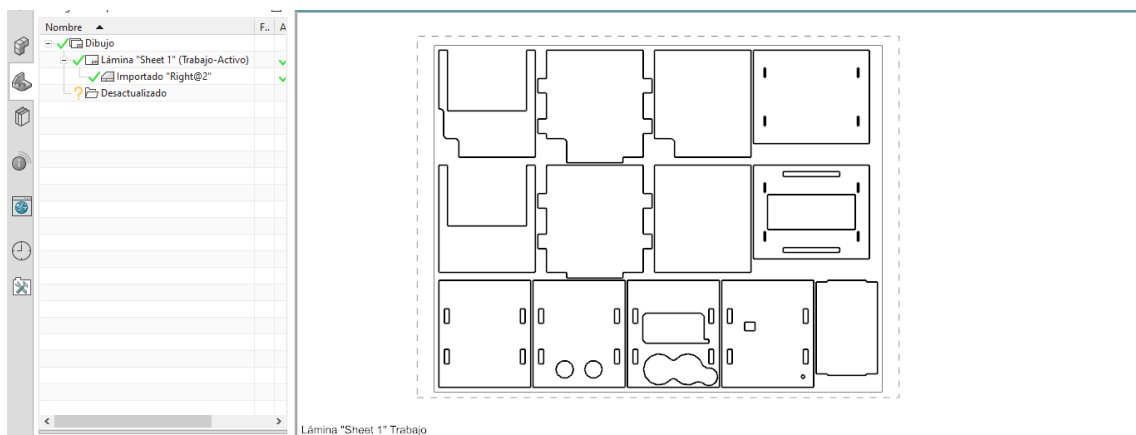 Nombre F.. A
Dibujo
Lámina "Sheet 1" (Trabajo-Activo)
Importado "Right@2"
Desactualizado
Lámina "Sheet 1" Trabajo